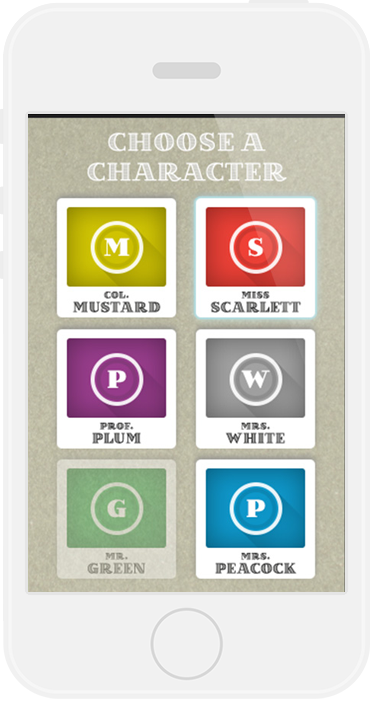 CHOOSE A
CHARACTER
M
COL.
MUSTARD
S
MISS
SCARLETT
P
PROF.
PLUM
W
MRS.
WHITE
G
MR.
GREEN
P
MRS.
PEACOCK